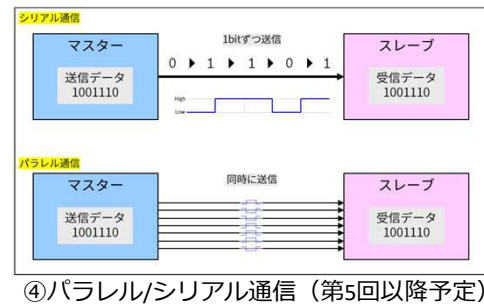 シリアル通信
マスター
1bitずつ送信
スレーブ
0 ▶ 1 ▶ 1 ▶ 0 ▶ 1
送信データ
1001110
受信データ
1001110
High
Low
パラレル通信
マスター
同時に送信
スレーブ
送信データ
1001110
受信データ
1001110
④パラレル/シリアル通信（第5回以降予定）